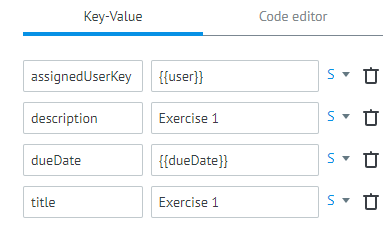 Key-Value Code editor
assignedUserKey {{user}} S
description Exercise 1 S
dueDate {{dueDate}} S
title Exercise 1 S